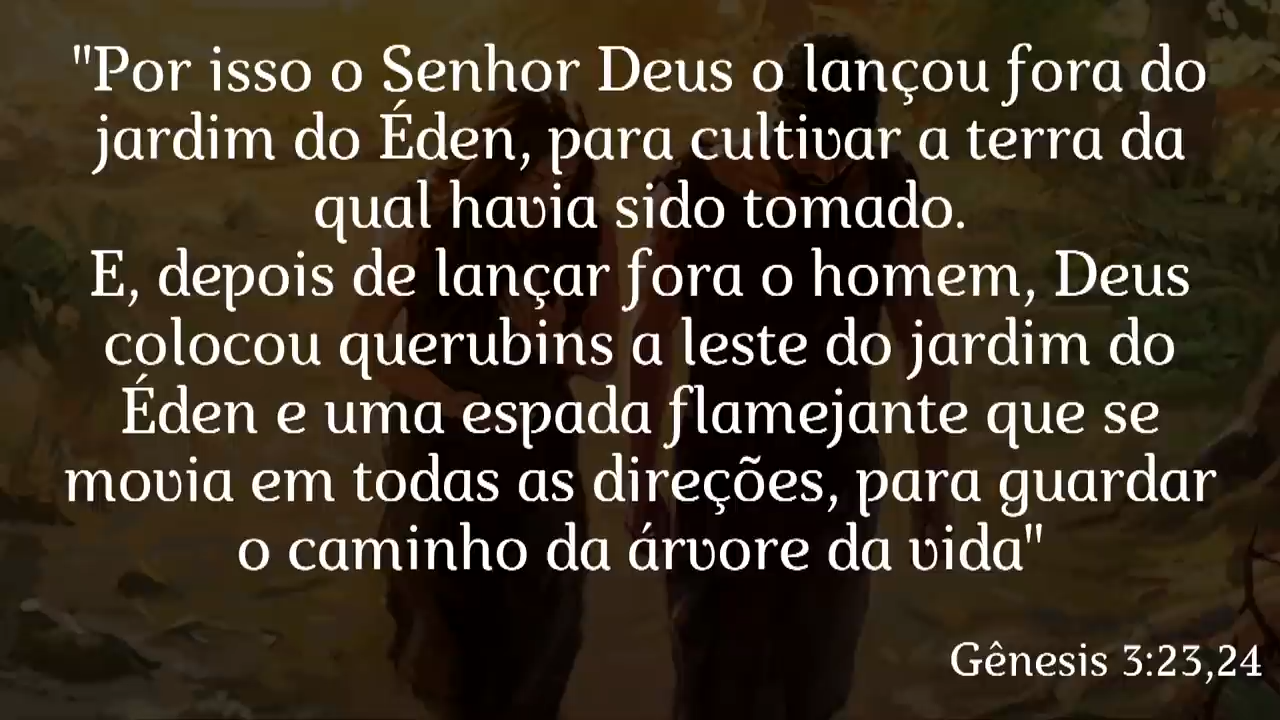 "Por isso o Senhor Deus o lançou fora do
jardim do Éden, para cultivar a terra da
qual havia sido tomado.
E, depois de lançar fora o homem, Deus
colocou querubins a leste do jardim do
Éden e uma espada flamejante que se
movia em todas as direções, para guardar
o caminho da árvore da vida"
Gênesis 3:23,24